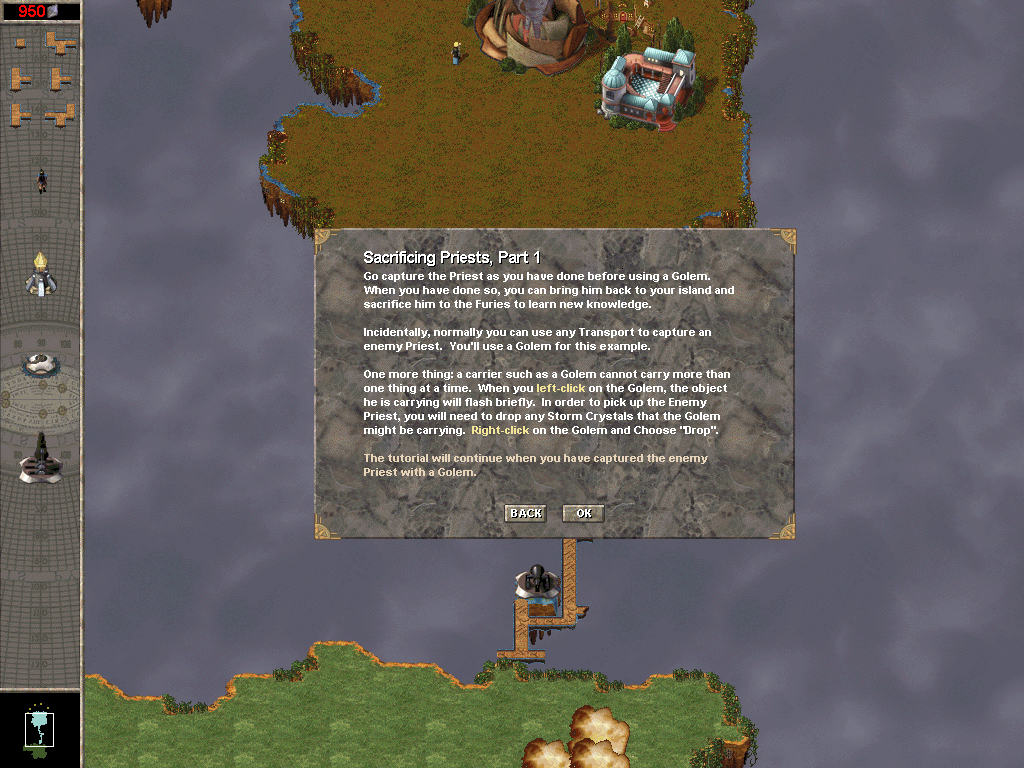 950
Sacrificing Priests, Part 1
Go capture the Priest as you have done before using a Golem.
When you have done so, you can bring him back to your island and
sacrifice him to the Furies to learn new knowledge.
Incidentally, normally you can use any Transport to capture an
enemy Priest.  You'll use a Golem for this example.
One more thing: a carrier such as a Golem cannot carry more than
one thing at a time.  When you left-click on the Golem, the object
he is carrying will flash briefly.  In order to pick up the Enemy
Priest, you will need to drop any Storm Crystals that the Golem
might be carrying.  Right-click on the Golem and Choose "Drop".
The tutorial will continue when you have captured the enemy
Priest with a Golem.
BACK OK